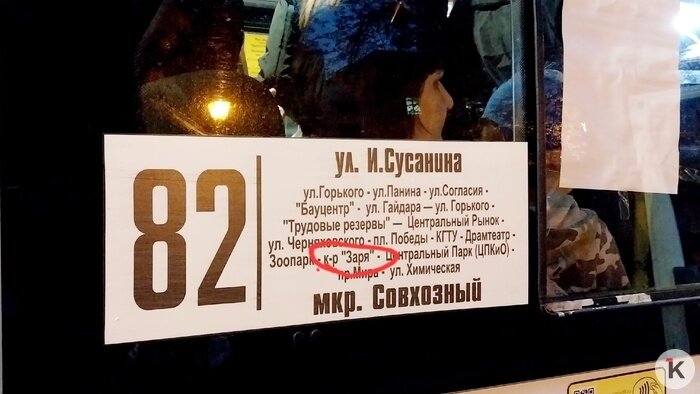 82
ул. И.Сусанина
ул.Горького - ул.Панина - ул.Согласия -
"Бауцентр" - ул. Гайдара — ул. Горького -
"Трудовые резервы" — Центральный Рынок -
ул. Черняховского - пл. Победы - КГТУ - Драмтеатр -
Зоопарк - к-р "Заря" - Центральный Парк (ЦПКиО) -
пр.Мира - ул. Химическая
мкр. Совхозный
k